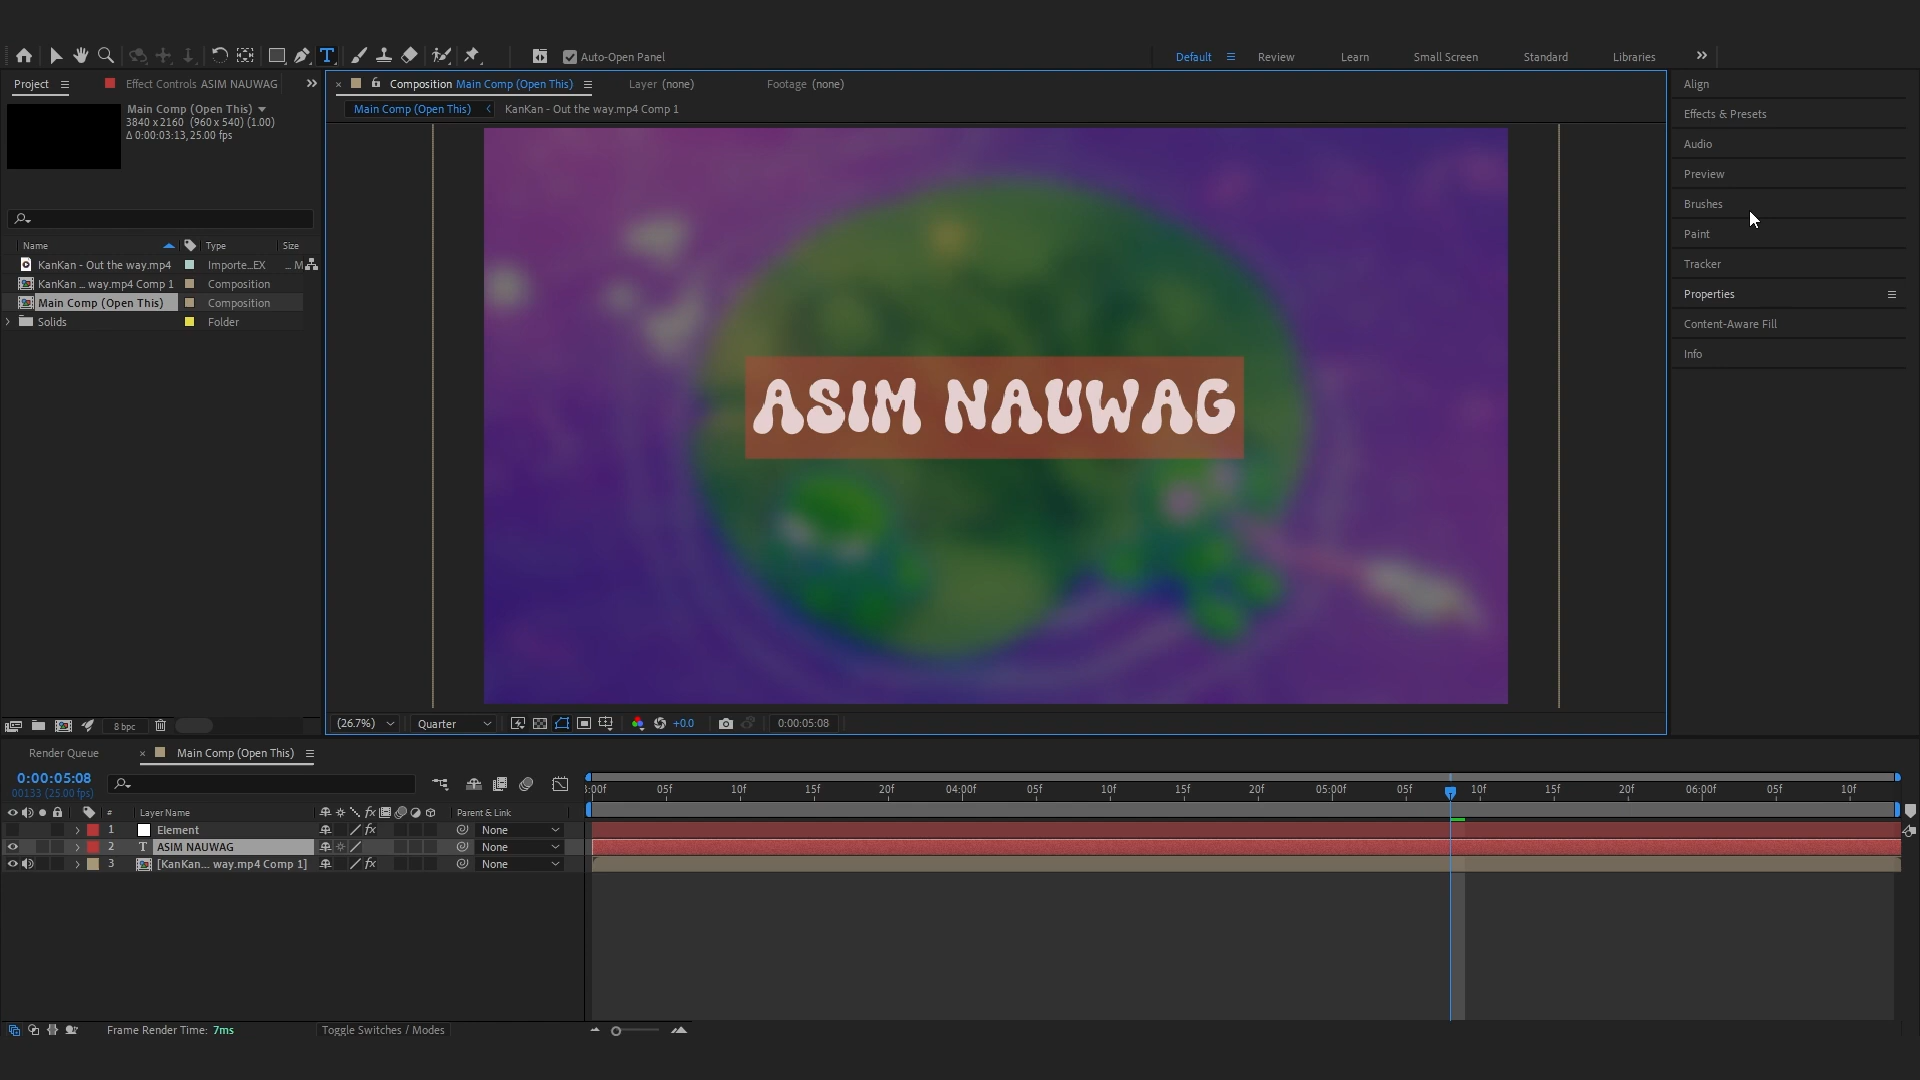 Auto-Open Panel
Default
Review
Learn
Small Screen
Standard
Libraries
Project
Effect Controls ASIM NAUWAG
Composition Main Comp (Open This)
Layer (none)
Footage (none)
Main Comp (Open This)
KanKan - Out the way.mp4 Comp 1
Main Comp (Open This)
3840 x 2160 (960 x 540) (1.00)
Δ 0:00:03:13, 25.00 fps
Name
Type
Size
KanKan - Out the way.mp4
Importe...EX
... M
KanKan ... way.mp4 Comp 1
Composition
Main Comp (Open This)
Composition
Solids
Folder
8 bpc
ASIM NAUWAG
(26.7%)
Quarter
+0.0
0:00:05:08
Align
Effects & Presets
Audio
Preview
Brushes
Paint
Tracker
Properties
Content-Aware Fill
Info
Render Queue
Main Comp (Open This)
0:00:05:08
00133 (25.00 fps)
:00f 05f 10f 15f 20f 04:00f 05f 10f 15f 20f 05:00f 05f 10f 15f 20f 06:00f 05f 10f
# Layer Name
fx
Parent & Link
1 Element fx None
2 T ASIM NAUWAG None
3 [KanKan... way.mp4 Comp 1] fx None
Frame Render Time: 7ms
Toggle Switches / Modes